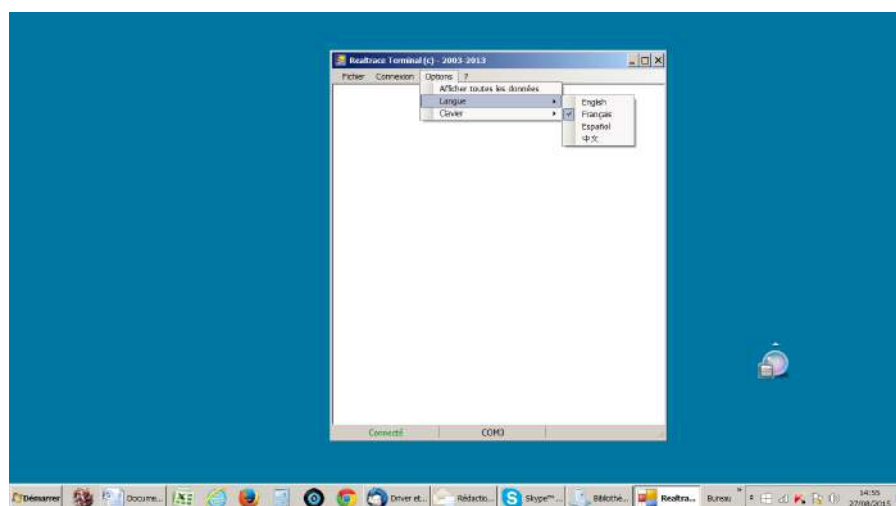 Realtrace Terminal (c) - 2003-2013
Fichier Connexion Options ?
Afficher toutes les données
Langue
Clavier
English
Français
Español
中文
Connecté COM3
Démarrer Docume... Driver et... Rédactio... Skype™ ... Bibliothè... Realtra... Bureau »
14:55
27/08/2015